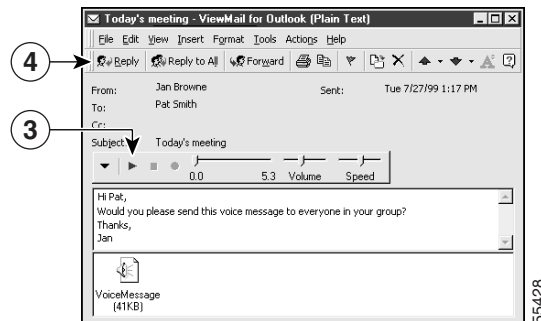 Today's meeting - ViewMail for Outlook (Plain Text)
File Edit View Insert Format Tools Actions Help
4
Reply Reply to All Forward
From: Jan Browne Sent: Tue 7/27/99 1:17 PM
To: Pat Smith
Cc:
3
Subject Today's meeting
0.0 5.3 Volume Speed
Hi Pat,
Would you please send this voice message to everyone in your group?
Thanks,
Jan
VoiceMessage
(41KB)
55428